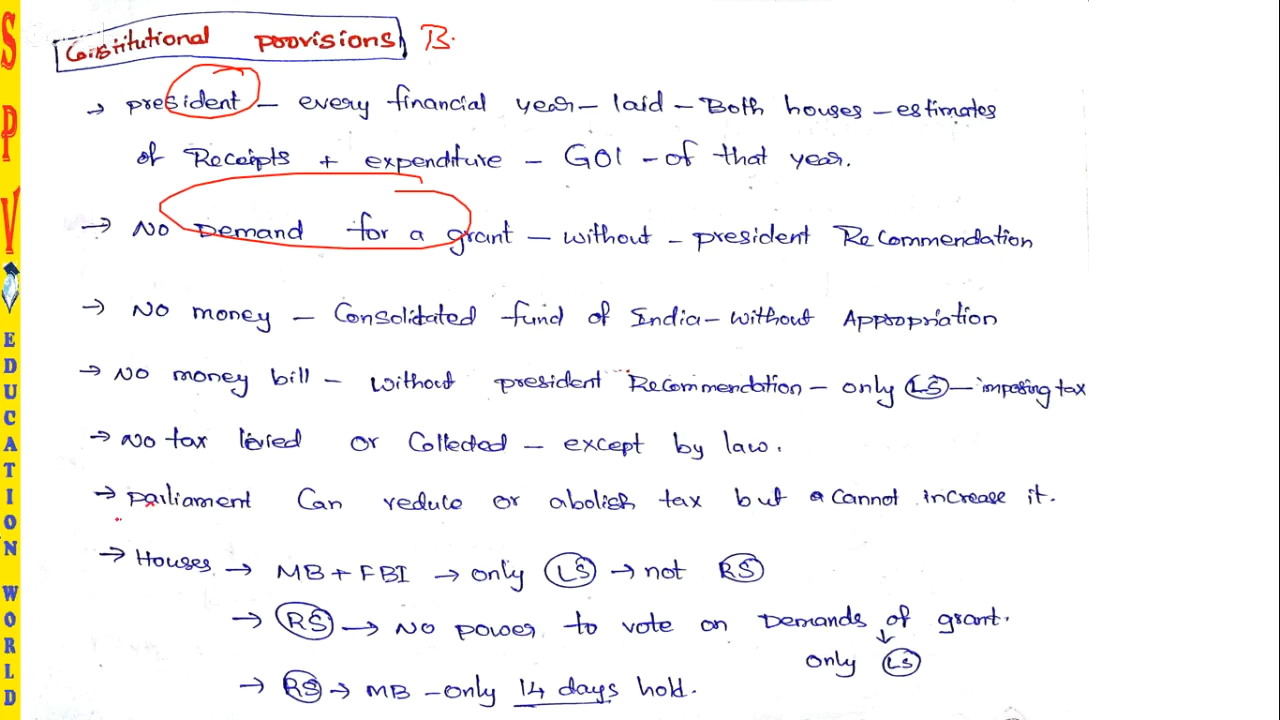 SPV EDUCATION WORLD
Constitutional provisions B.
→ president – every financial year – laid – Both houses – estimates
of Receipts + expenditure – GOI – of that year.
→ No Demand for a grant – without – president Recommendation
→ No money – Consolidated fund of India – without Appropriation
→ No money bill – without president Recommendation – only LS – imposing tax
→ No tax levied or Collected – except by law.
→ parliament Can reduce or abolish tax but cannot increase it.
→ Houses → MB + FBI → only LS → not RS
→ RS → No power to vote on Demands of grant.
↓
only LS
→ RS → MB – only 14 days hold.